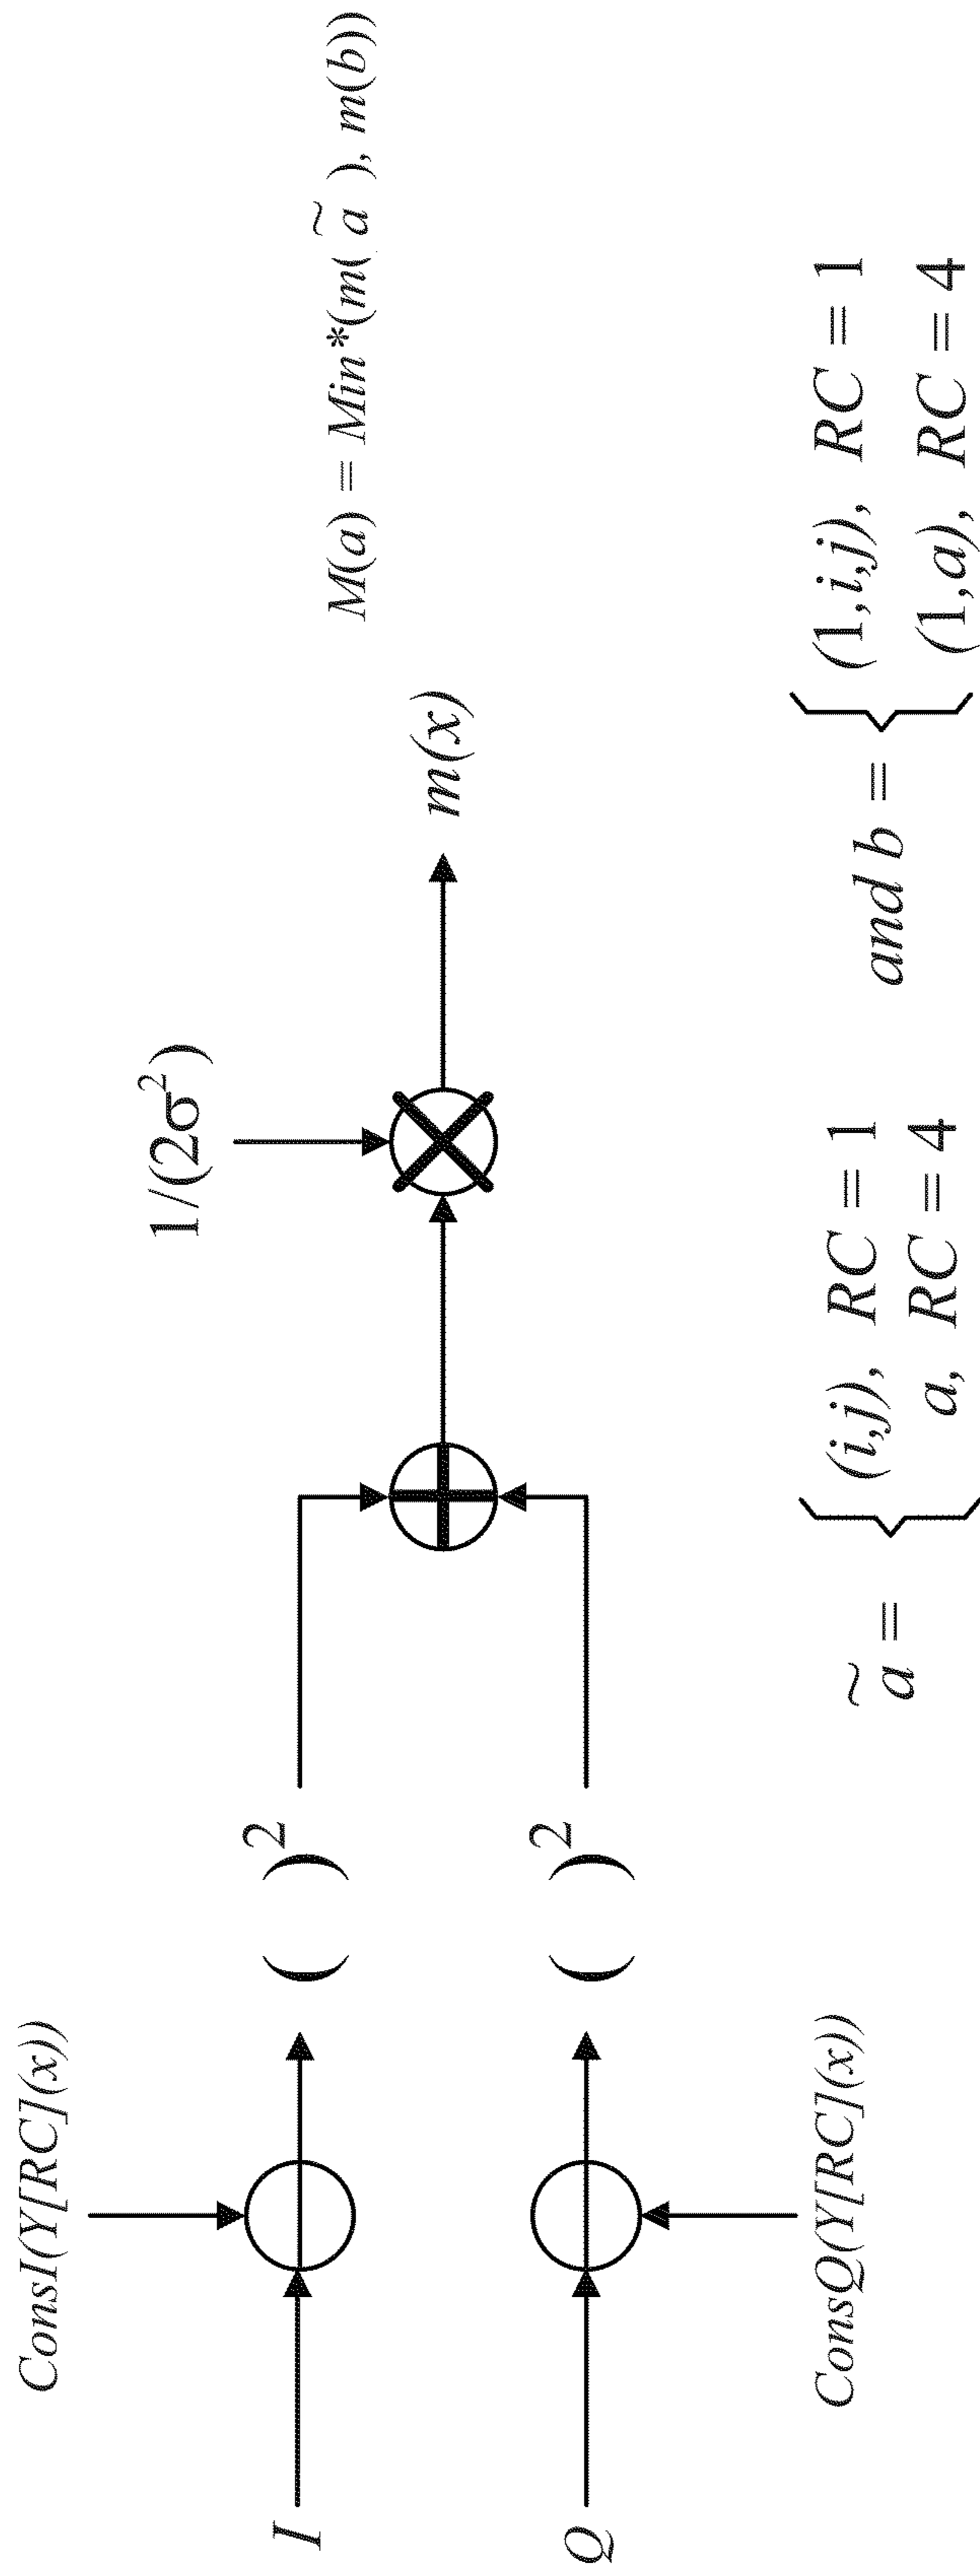 ConsI(Y[RC](x))
1/(2σ²)
M(a) = Min*(m(ã), m(b))
I
( )²
m(x)
Q
( )²
ConsQ(Y[RC](x))
ã = { (i,j), RC = 1
a, RC = 4
and b = { (1,i,j), RC = 1
(1,a), RC = 4